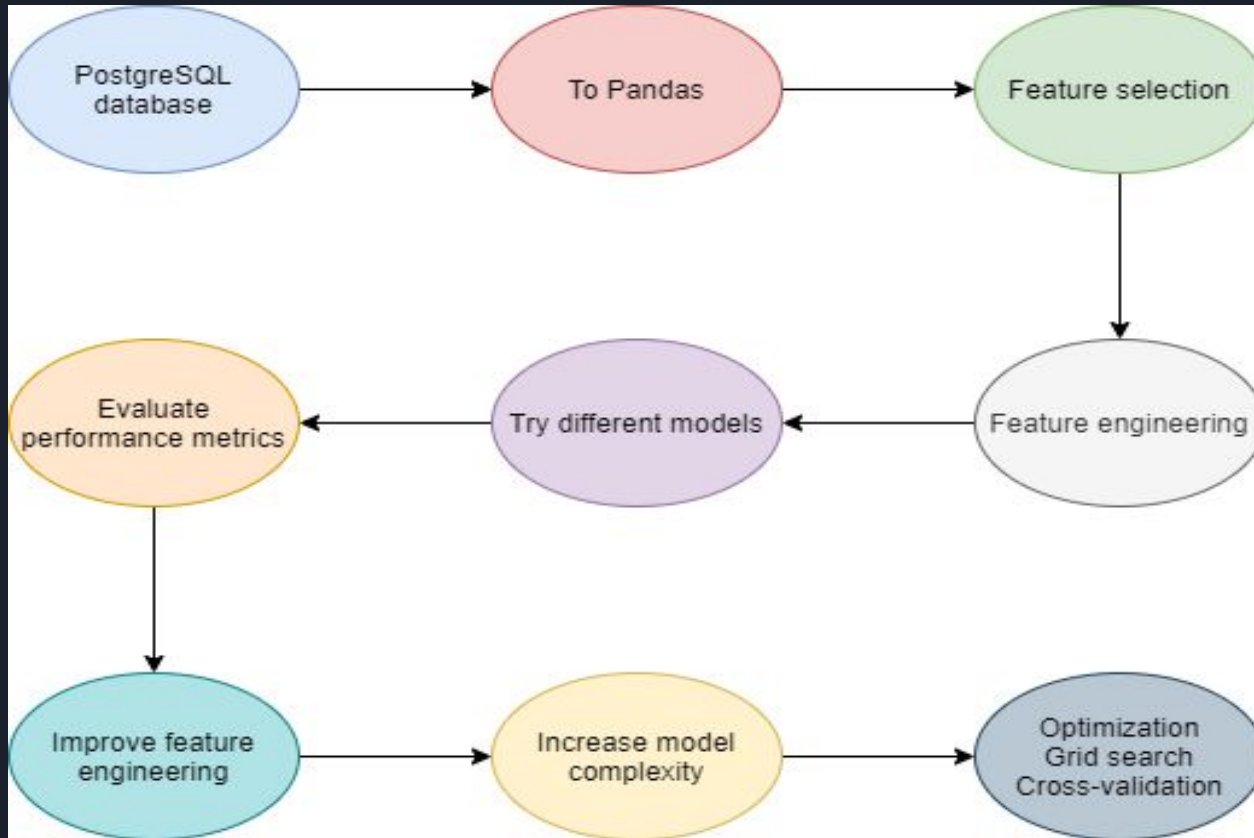 PostgreSQL
database
To Pandas
Feature selection
Feature engineering
Try different models
Evaluate
performance metrics
Improve feature
engineering
Increase model
complexity
Optimization
Grid search
Cross-validation